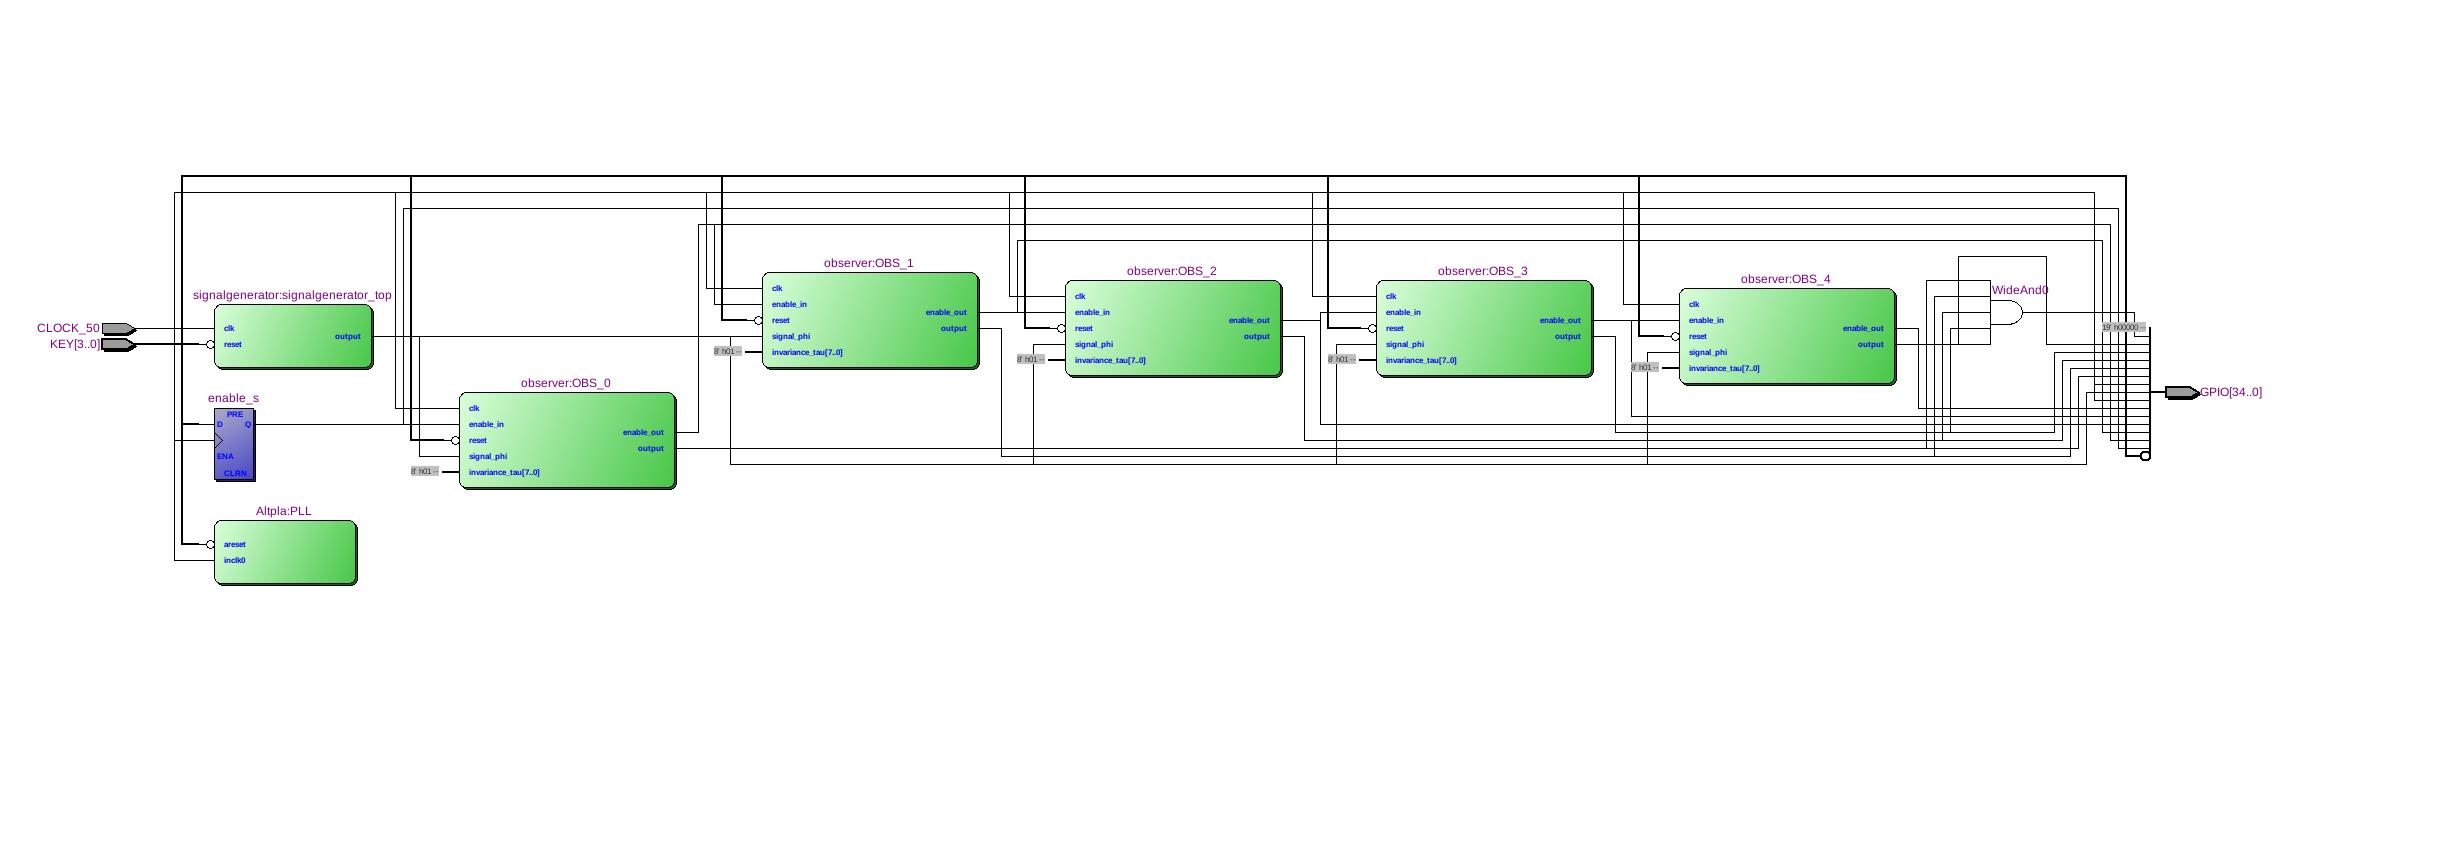 CLOCK_50
KEY[3..0]
signalgenerator:signalgenerator_top
clk
reset
output
enable_s
PRE
D Q
ENA
CLRN
Altpla:PLL
areset
inclk0
observer:OBS_0
clk
enable_in
reset
signal_phi
invariance_tau[7..0]
enable_out
output
8' h01 --
observer:OBS_1
clk
enable_in
reset
signal_phi
invariance_tau[7..0]
enable_out
output
8' h01 --
observer:OBS_2
clk
enable_in
reset
signal_phi
invariance_tau[7..0]
enable_out
output
8' h01 --
observer:OBS_3
clk
enable_in
reset
signal_phi
invariance_tau[7..0]
enable_out
output
8' h01 --
observer:OBS_4
clk
enable_in
reset
signal_phi
invariance_tau[7..0]
enable_out
output
8' h01 --
WideAnd0
19' h00000 --
GPIO[34..0]